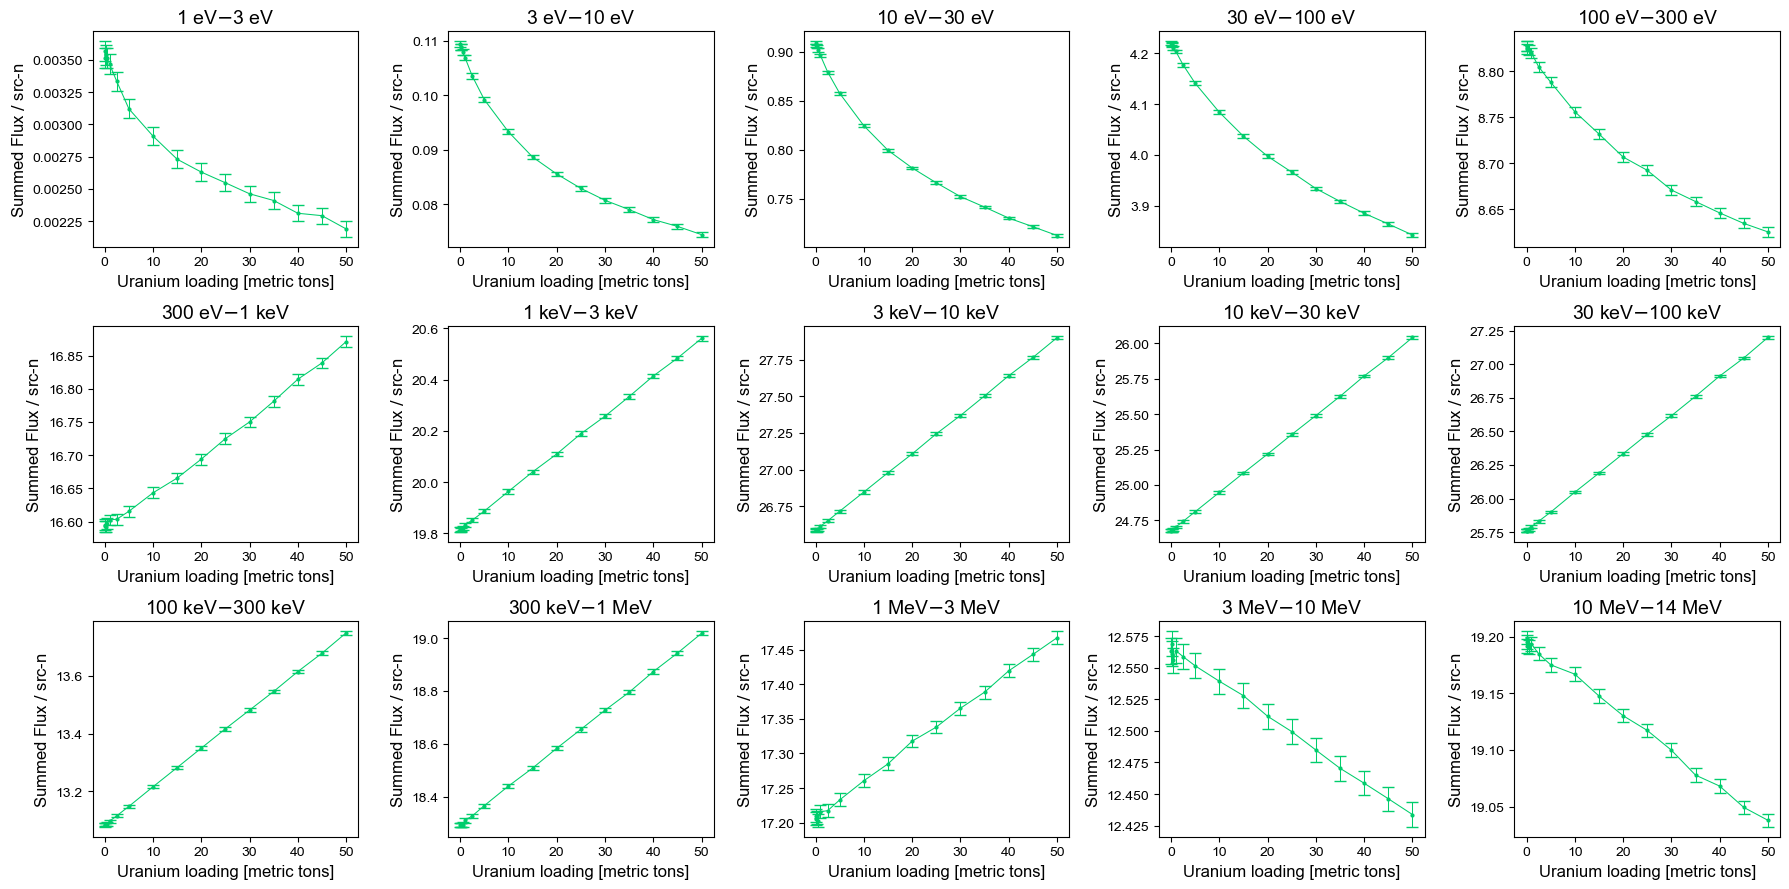 1 eV−3 eV
Summed Flux / src-n
0.00350
0.00325
0.00300
0.00275
0.00250
0.00225
0 10 20 30 40 50
Uranium loading [metric tons]
3 eV−10 eV
Summed Flux / src-n
0.11
0.10
0.09
0.08
0 10 20 30 40 50
Uranium loading [metric tons]
10 eV−30 eV
Summed Flux / src-n
0.90
0.85
0.80
0.75
0 10 20 30 40 50
Uranium loading [metric tons]
30 eV−100 eV
Summed Flux / src-n
4.2
4.1
4.0
3.9
0 10 20 30 40 50
Uranium loading [metric tons]
100 eV−300 eV
Summed Flux / src-n
8.80
8.75
8.70
8.65
0 10 20 30 40 50
Uranium loading [metric tons]
300 eV−1 keV
Summed Flux / src-n
16.85
16.80
16.75
16.70
16.65
16.60
0 10 20 30 40 50
Uranium loading [metric tons]
1 keV−3 keV
Summed Flux / src-n
20.6
20.4
20.2
20.0
19.8
0 10 20 30 40 50
Uranium loading [metric tons]
3 keV−10 keV
Summed Flux / src-n
27.75
27.50
27.25
27.00
26.75
0 10 20 30 40 50
Uranium loading [metric tons]
10 keV−30 keV
Summed Flux / src-n
26.00
25.75
25.50
25.25
25.00
24.75
0 10 20 30 40 50
Uranium loading [metric tons]
30 keV−100 keV
Summed Flux / src-n
27.25
27.00
26.75
26.50
26.25
26.00
25.75
0 10 20 30 40 50
Uranium loading [metric tons]
100 keV−300 keV
Summed Flux / src-n
13.6
13.4
13.2
0 10 20 30 40 50
Uranium loading [metric tons]
300 keV−1 MeV
Summed Flux / src-n
19.0
18.8
18.6
18.4
0 10 20 30 40 50
Uranium loading [metric tons]
1 MeV−3 MeV
Summed Flux / src-n
17.45
17.40
17.35
17.30
17.25
17.20
0 10 20 30 40 50
Uranium loading [metric tons]
3 MeV−10 MeV
Summed Flux / src-n
12.575
12.550
12.525
12.500
12.475
12.450
12.425
0 10 20 30 40 50
Uranium loading [metric tons]
10 MeV−14 MeV
Summed Flux / src-n
19.20
19.15
19.10
19.05
0 10 20 30 40 50
Uranium loading [metric tons]